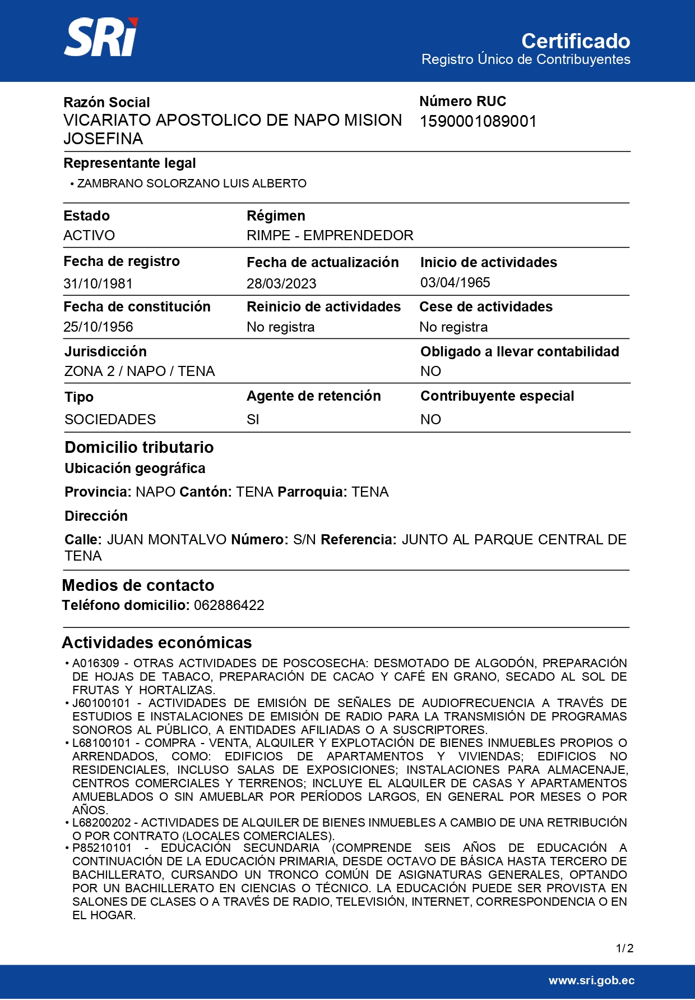 SRi
Certificado
Registro Único de Contribuyentes
Razón Social
VICARIATO APOSTOLICO DE NAPO MISION
JOSEFINA
Número RUC
1590001089001
Representante legal
• ZAMBRANO SOLORZANO LUIS ALBERTO
Estado
ACTIVO
Régimen
RIMPE - EMPRENDEDOR
Fecha de registro
31/10/1981
Fecha de actualización
28/03/2023
Inicio de actividades
03/04/1965
Fecha de constitución
25/10/1956
Reinicio de actividades
No registra
Cese de actividades
No registra
Jurisdicción
ZONA 2 / NAPO / TENA
Obligado a llevar contabilidad
NO
Tipo
SOCIEDADES
Agente de retención
SI
Contribuyente especial
NO
Domicilio tributario
Ubicación geográfica
Provincia: NAPO Cantón: TENA Parroquia: TENA
Dirección
Calle: JUAN MONTALVO Número: S/N Referencia: JUNTO AL PARQUE CENTRAL DE
TENA
Medios de contacto
Teléfono domicilio: 062886422
Actividades económicas
• A016309 - OTRAS ACTIVIDADES DE POSCOSECHA: DESMOTADO DE ALGODÓN, PREPARACIÓN
DE HOJAS DE TABACO, PREPARACIÓN DE CACAO Y CAFÉ EN GRANO, SECADO AL SOL DE
FRUTAS Y HORTALIZAS.
• J60100101 - ACTIVIDADES DE EMISIÓN DE SEÑALES DE AUDIOFRECUENCIA A TRAVÉS DE
ESTUDIOS E INSTALACIONES DE EMISIÓN DE RADIO PARA LA TRANSMISIÓN DE PROGRAMAS
SONOROS AL PÚBLICO, A ENTIDADES AFILIADAS O A SUSCRIPTORES.
• L68100101 - COMPRA - VENTA, ALQUILER Y EXPLOTACIÓN DE BIENES INMUEBLES PROPIOS O
ARRENDADOS, COMO: EDIFICIOS DE APARTAMENTOS Y VIVIENDAS; EDIFICIOS NO
RESIDENCIALES, INCLUSO SALAS DE EXPOSICIONES; INSTALACIONES PARA ALMACENAJE,
CENTROS COMERCIALES Y TERRENOS; INCLUYE EL ALQUILER DE CASAS Y APARTAMENTOS
AMUEBLADOS O SIN AMUEBLAR POR PERÍODOS LARGOS, EN GENERAL POR MESES O POR
AÑOS.
• L68200202 - ACTIVIDADES DE ALQUILER DE BIENES INMUEBLES A CAMBIO DE UNA RETRIBUCIÓN
O POR CONTRATO (LOCALES COMERCIALES).
• P85210101 - EDUCACIÓN SECUNDARIA (COMPRENDE SEIS AÑOS DE EDUCACIÓN A
CONTINUACIÓN DE LA EDUCACIÓN PRIMARIA, DESDE OCTAVO DE BÁSICA HASTA TERCERO DE
BACHILLERATO, CURSANDO UN TRONCO COMÚN DE ASIGNATURAS GENERALES, OPTANDO
POR UN BACHILLERATO EN CIENCIAS O TÉCNICO. LA EDUCACIÓN PUEDE SER PROVISTA EN
SALONES DE CLASES O A TRAVÉS DE RADIO, TELEVISIÓN, INTERNET, CORRESPONDENCIA O EN
EL HOGAR.
1/2
www.sri.gob.ec